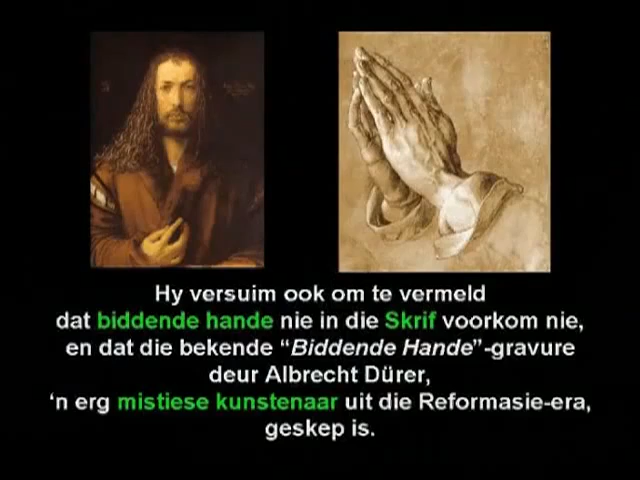 Hy versuim ook om te vermeld
dat biddende hande nie in die Skrif voorkom nie,
en dat die bekende “Biddende Hande”-gravure
deur Albrecht Dürer,
‘n erg mistiese kunstenaar uit die Reformasie-era,
geskep is.